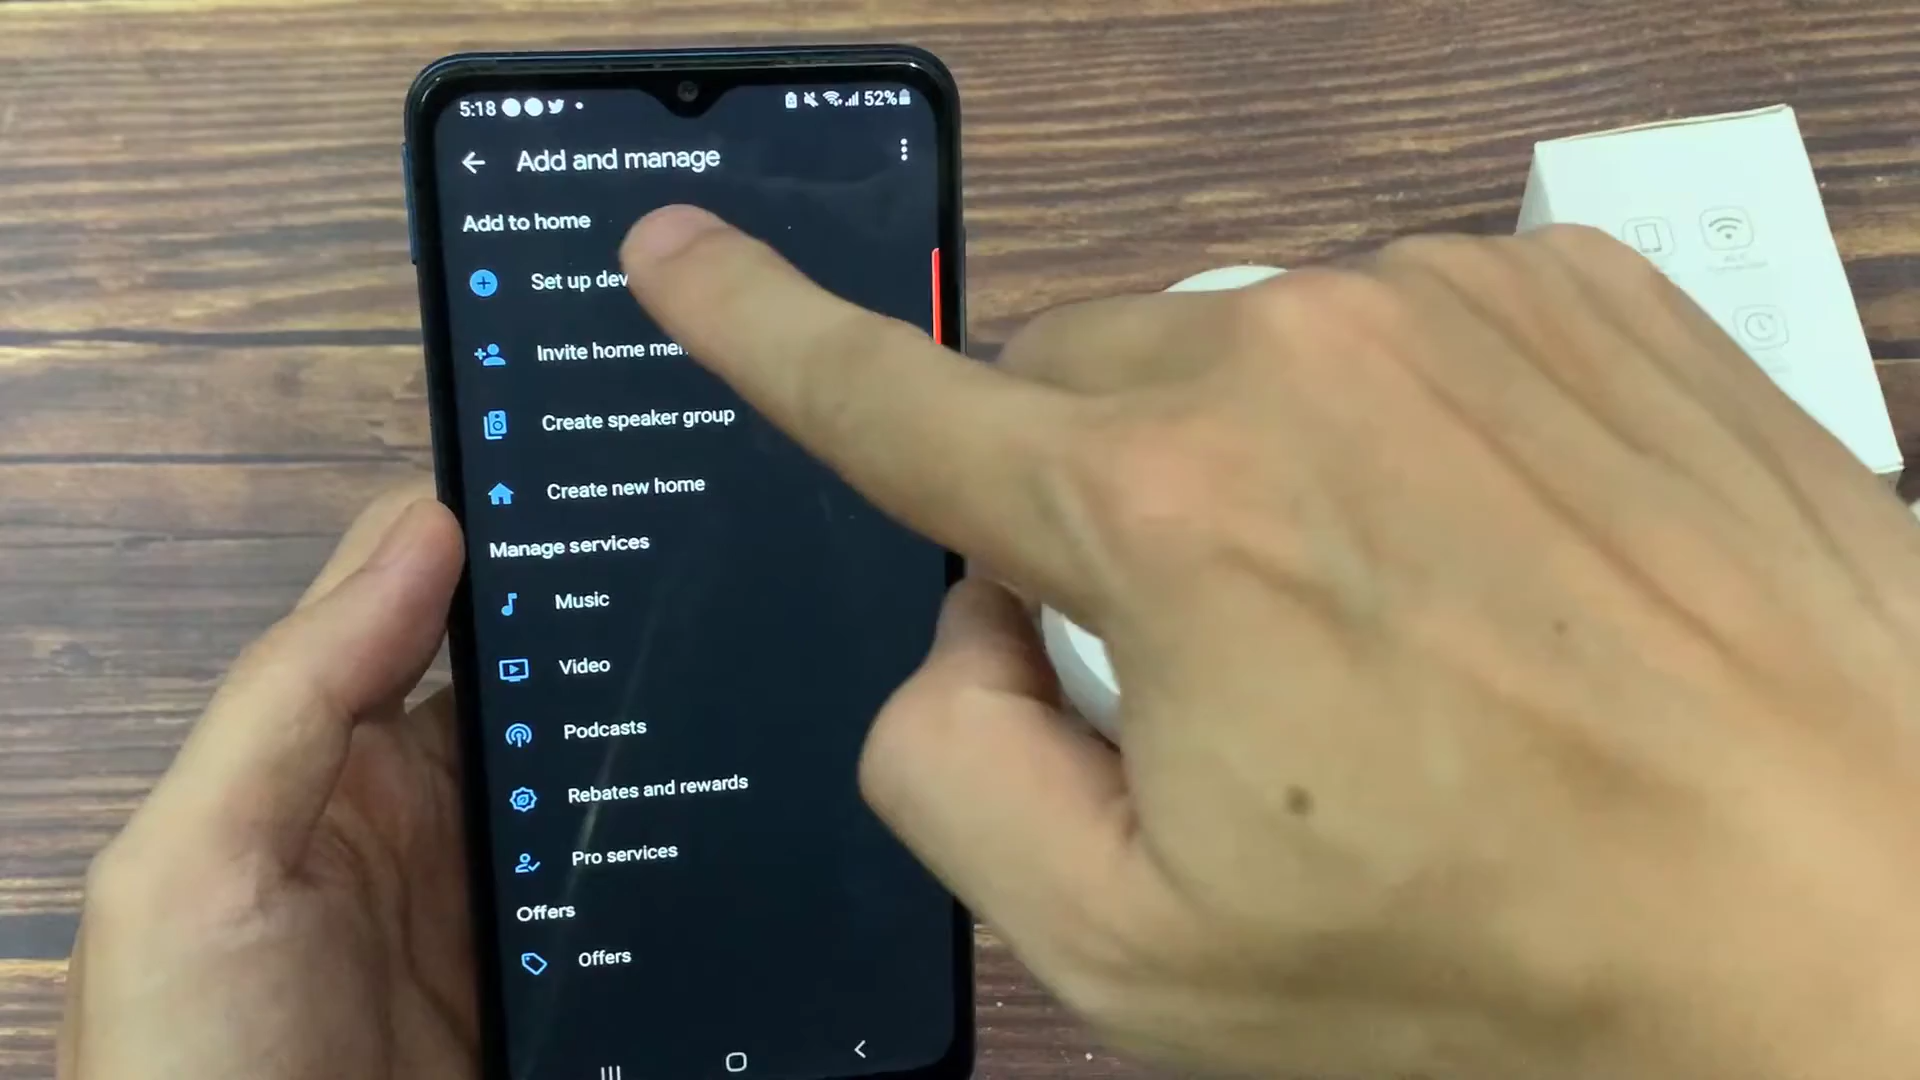 5:18 52%
Add and manage
Add to home
Set up dev
Invite home mem
Create speaker group
Create new home
Manage services
Music
Video
Podcasts
Rebates and rewards
Pro services
Offers
Offers